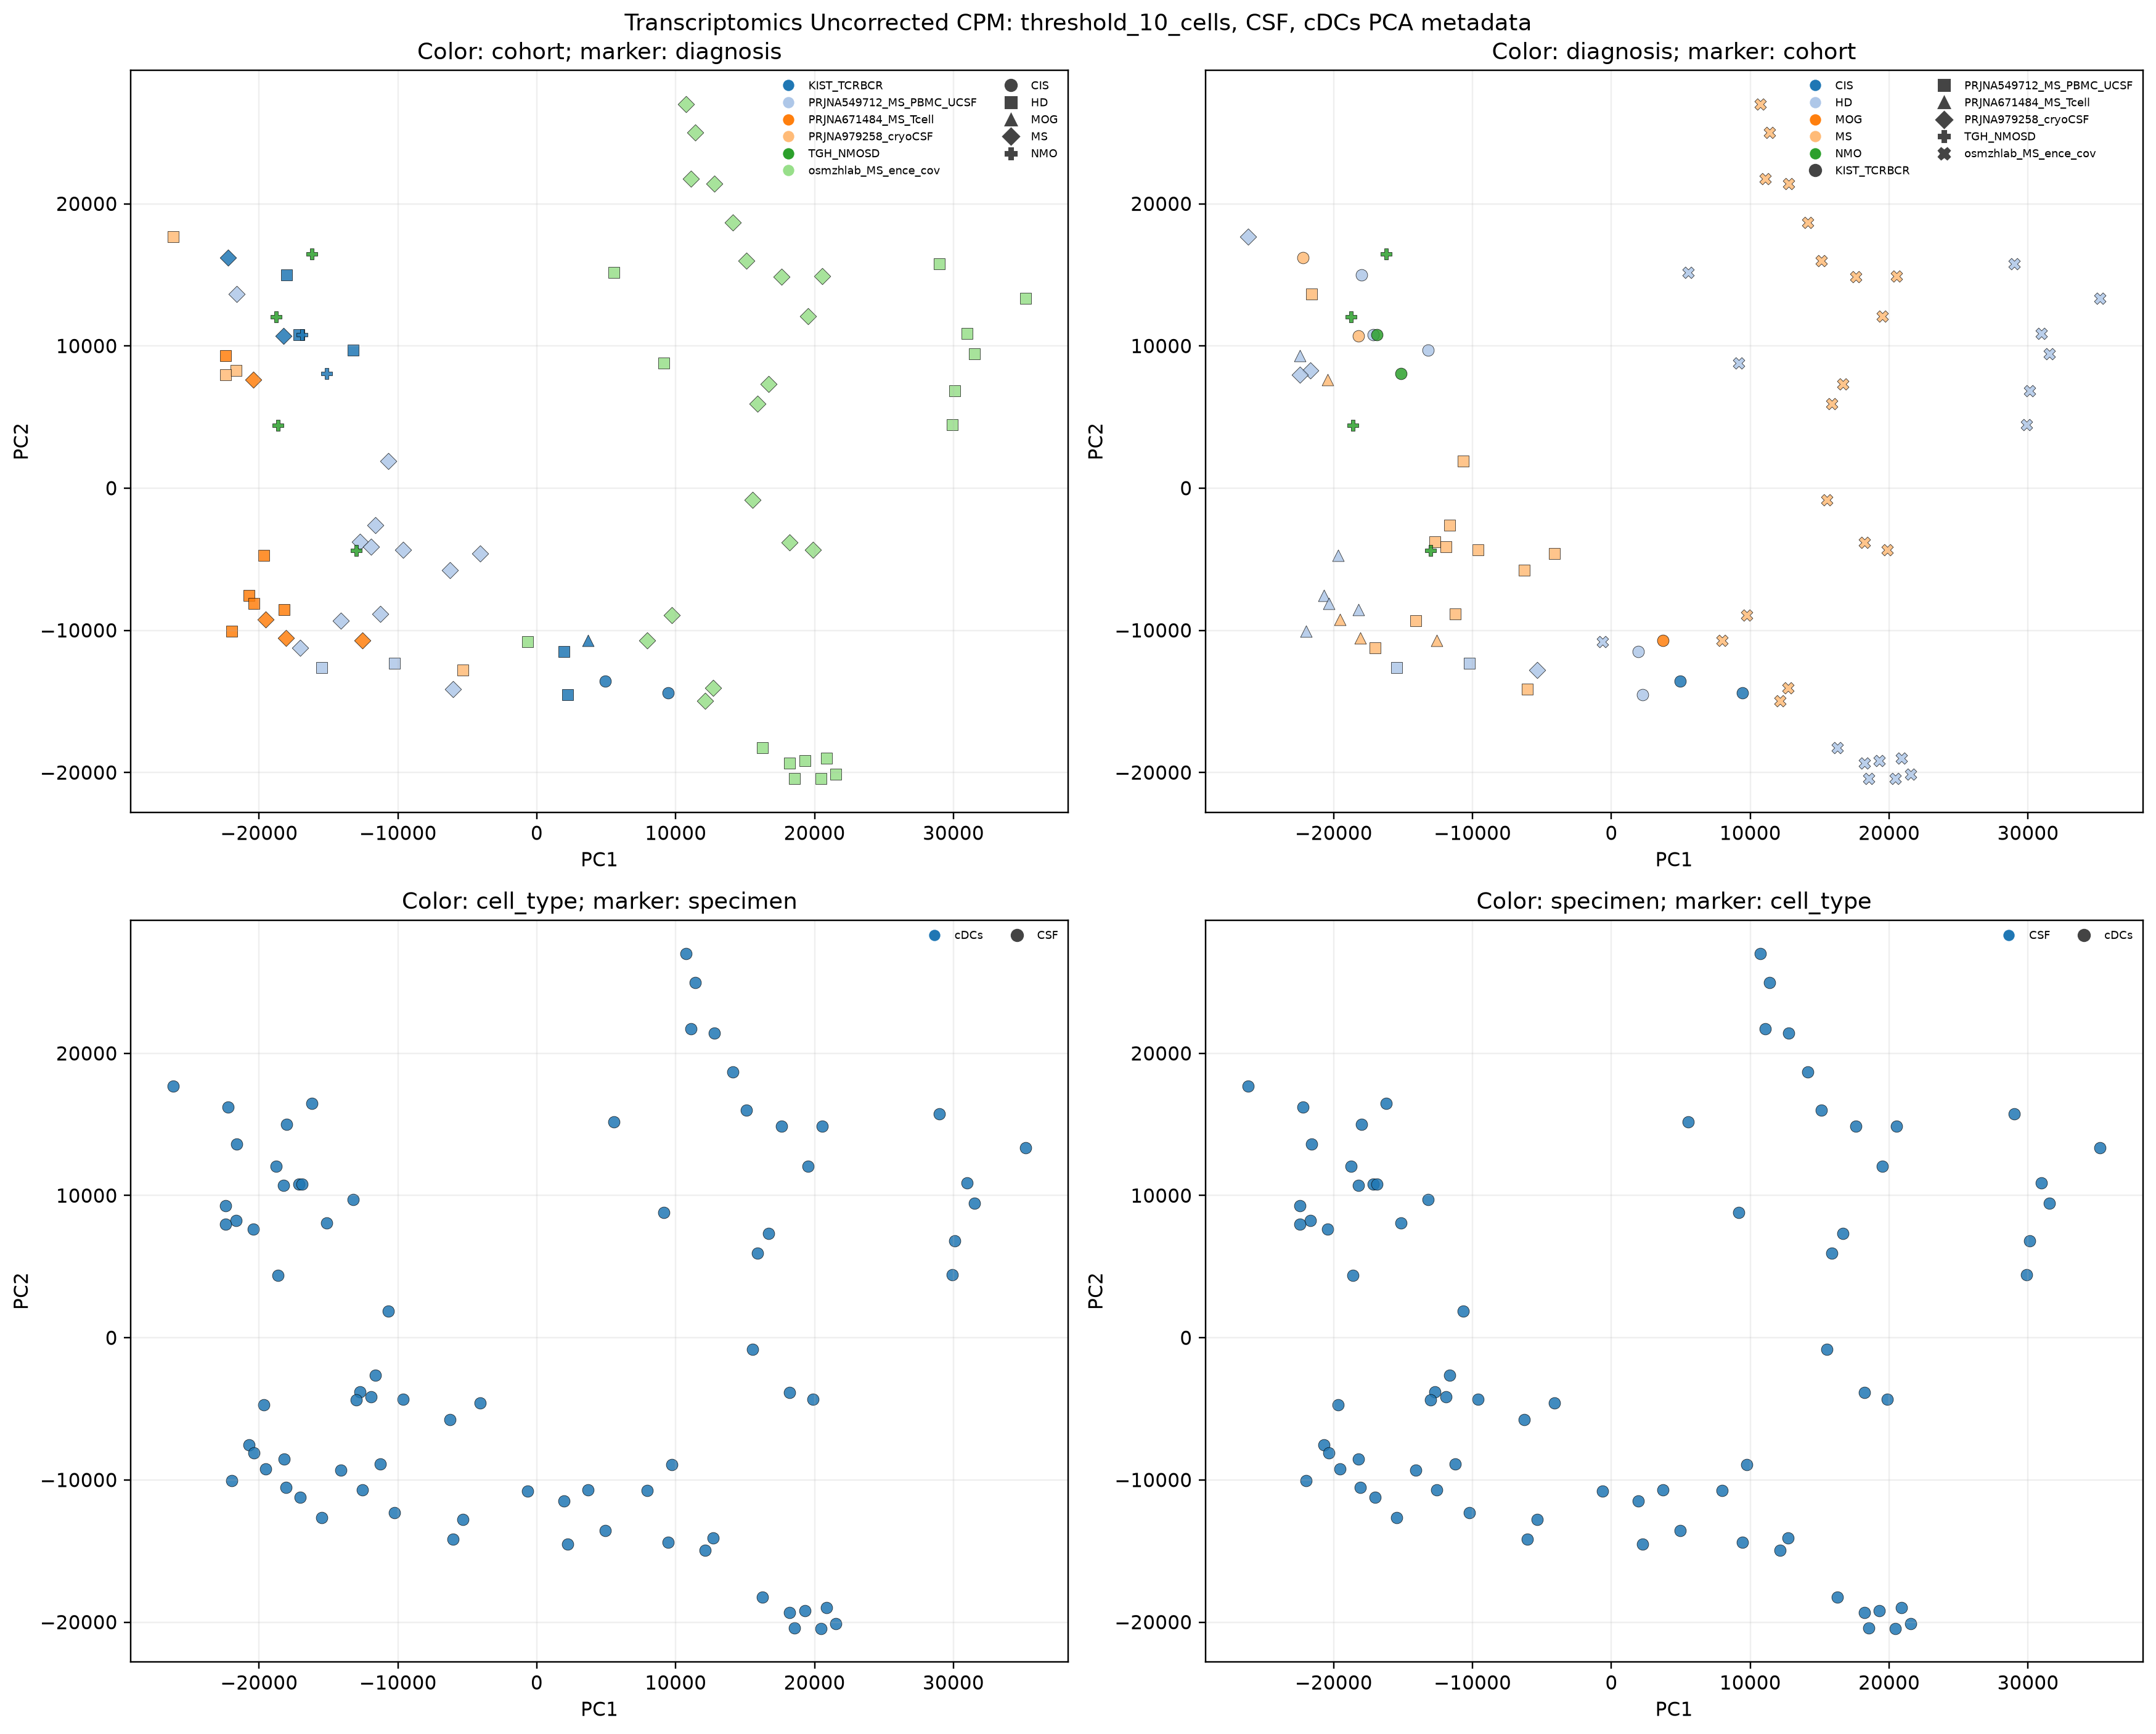 Transcriptomics Uncorrected CPM: threshold_10_cells, CSF, cDCs PCA metadata
Color: cohort; marker: diagnosis
KIST_TCRBCR
PRJNA549712_MS_PBMC_UCSF
PRJNA671484_MS_Tcell
PRJNA979258_cryoCSF
TGH_NMOSD
osmzhlab_MS_ence_cov
CIS
HD
MOG
MS
NMO
20000
10000
0
−10000
−20000
PC2
−20000 −10000 0 10000 20000 30000
PC1
Color: diagnosis; marker: cohort
CIS
HD
MOG
MS
NMO
KIST_TCRBCR
PRJNA549712_MS_PBMC_UCSF
PRJNA671484_MS_Tcell
PRJNA979258_cryoCSF
TGH_NMOSD
osmzhlab_MS_ence_cov
20000
10000
0
−10000
−20000
PC2
−20000 −10000 0 10000 20000 30000
PC1
Color: cell_type; marker: specimen
cDCs CSF
20000
10000
0
−10000
−20000
PC2
−20000 −10000 0 10000 20000 30000
PC1
Color: specimen; marker: cell_type
CSF cDCs
20000
10000
0
−10000
−20000
PC2
−20000 −10000 0 10000 20000 30000
PC1